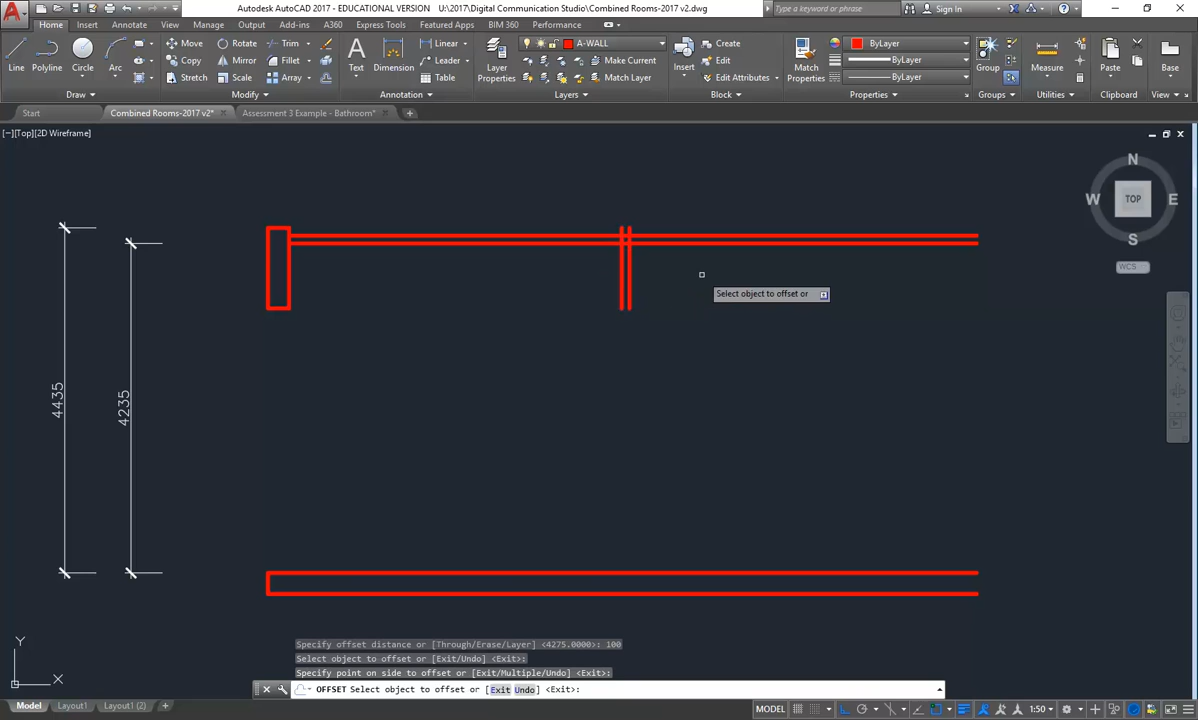 Autodesk AutoCAD 2017 - EDUCATIONAL VERSION U:\2017\Digital Communication Studio\Combined Rooms-2017 v2.dwg
Type a keyword or phrase
Sign In
Home Insert Annotate Parametric View Manage Output Add-ins A360 Express Tools Featured Apps BIM 360 Performance
Line Polyline Circle Arc
Move Rotate Trim
Copy Mirror Fillet
Stretch Scale Array
Text Dimension
Linear
Leader
Table
Layer Properties
A-WALL
Make Current
Match Layer
Insert
Create
Edit
Edit Attributes
Match Properties
ByLayer
ByLayer
ByLayer
Group
Measure
Paste
Base
Draw Modify Annotation Layers Block Properties Groups Utilities Clipboard View
Start Combined Rooms-2017 v2* Assessment 3 Example - Bathroom*
[−][Top][2D Wireframe]
N
W TOP E
S
WCS
4435
4235
Select object to offset or
Specify offset distance or [Through/Erase/Layer] <4275.0000>: 100
Select object to offset or [Exit/Undo] <Exit>:
Specify point on side to offset or [Exit/Multiple/Undo] <Exit>:
OFFSET Select object to offset or [Exit Undo] <Exit>:
Y
X
Model Layout1 Layout1 (2)
MODEL
1:50